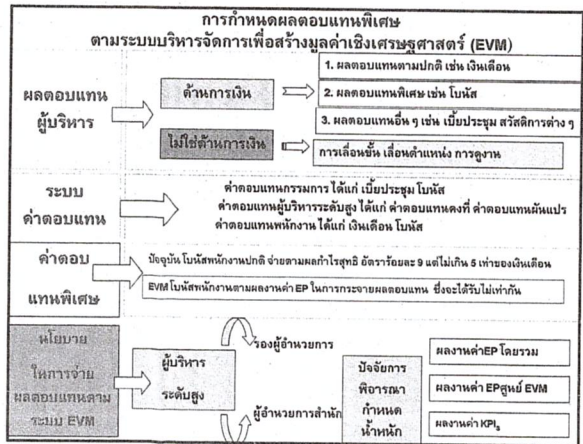 การกำหนดผลตอบแทนพิเศษ
ตามระบบบริหารจัดการเพื่อสร้างมูลค่าเชิงเศรษฐศาสตร์ (EVM)
ผลตอบแทน
ผู้บริหาร
ด้านการเงิน
1. ผลตอบแทนตามปกติ เช่น เงินเดือน
2. ผลตอบแทนพิเศษ เช่น โบนัส
3. ผลตอบแทนอื่น ๆ เช่น เบี้ยประชุม สวัสดิการต่าง ๆ
ไม่ใช่ด้านการเงิน
การเลื่อนขั้น เลื่อนตำแหน่ง การดูงาน
ระบบ
ค่าตอบแทน
ค่าตอบแทนกรรมการ ได้แก่ เบี้ยประชุม โบนัส
ค่าตอบแทนผู้บริหารระดับสูง ได้แก่ ค่าตอบแทนคงที่ ค่าตอบแทนผันแปร
ค่าตอบแทนพนักงาน ได้แก่ เงินเดือน โบนัส
ค่าตอบ
แทนพิเศษ
ปัจจุบัน โบนัสพนักงานปกติ จ่ายตามผลกำไรสุทธิ อัตราร้อยละ 9 แต่ไม่เกิน 5 เท่าของเงินเดือน
EVM โบนัสพนักงานตามผลงานค่า EP ในการกระจายผลตอบแทน ซึ่งจะได้รับไม่เท่ากัน
นโยบาย
ในการจ่าย
ผลตอบแทนตาม
ระบบ EVM
ผู้บริหาร
ระดับสูง
รองผู้อำนวยการ
ผู้อำนวยการสำนัก
ปัจจัยการ
พิจารณา
กำหนด
น้ำหนัก
ผลงานค่าEP โดยรวม
ผลงานค่า EPศูนย์ EVM
ผลงานค่า KPIs